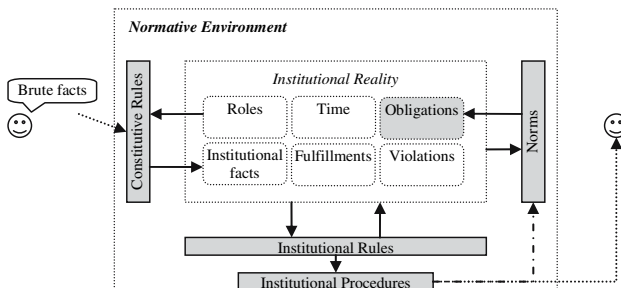 Normative Environment
Brute facts
Constitutive Rules
Institutional Reality
Roles
Time
Obligations
Institutional
facts
Fulfillments
Violations
Norms
Institutional Rules
Institutional Procedures